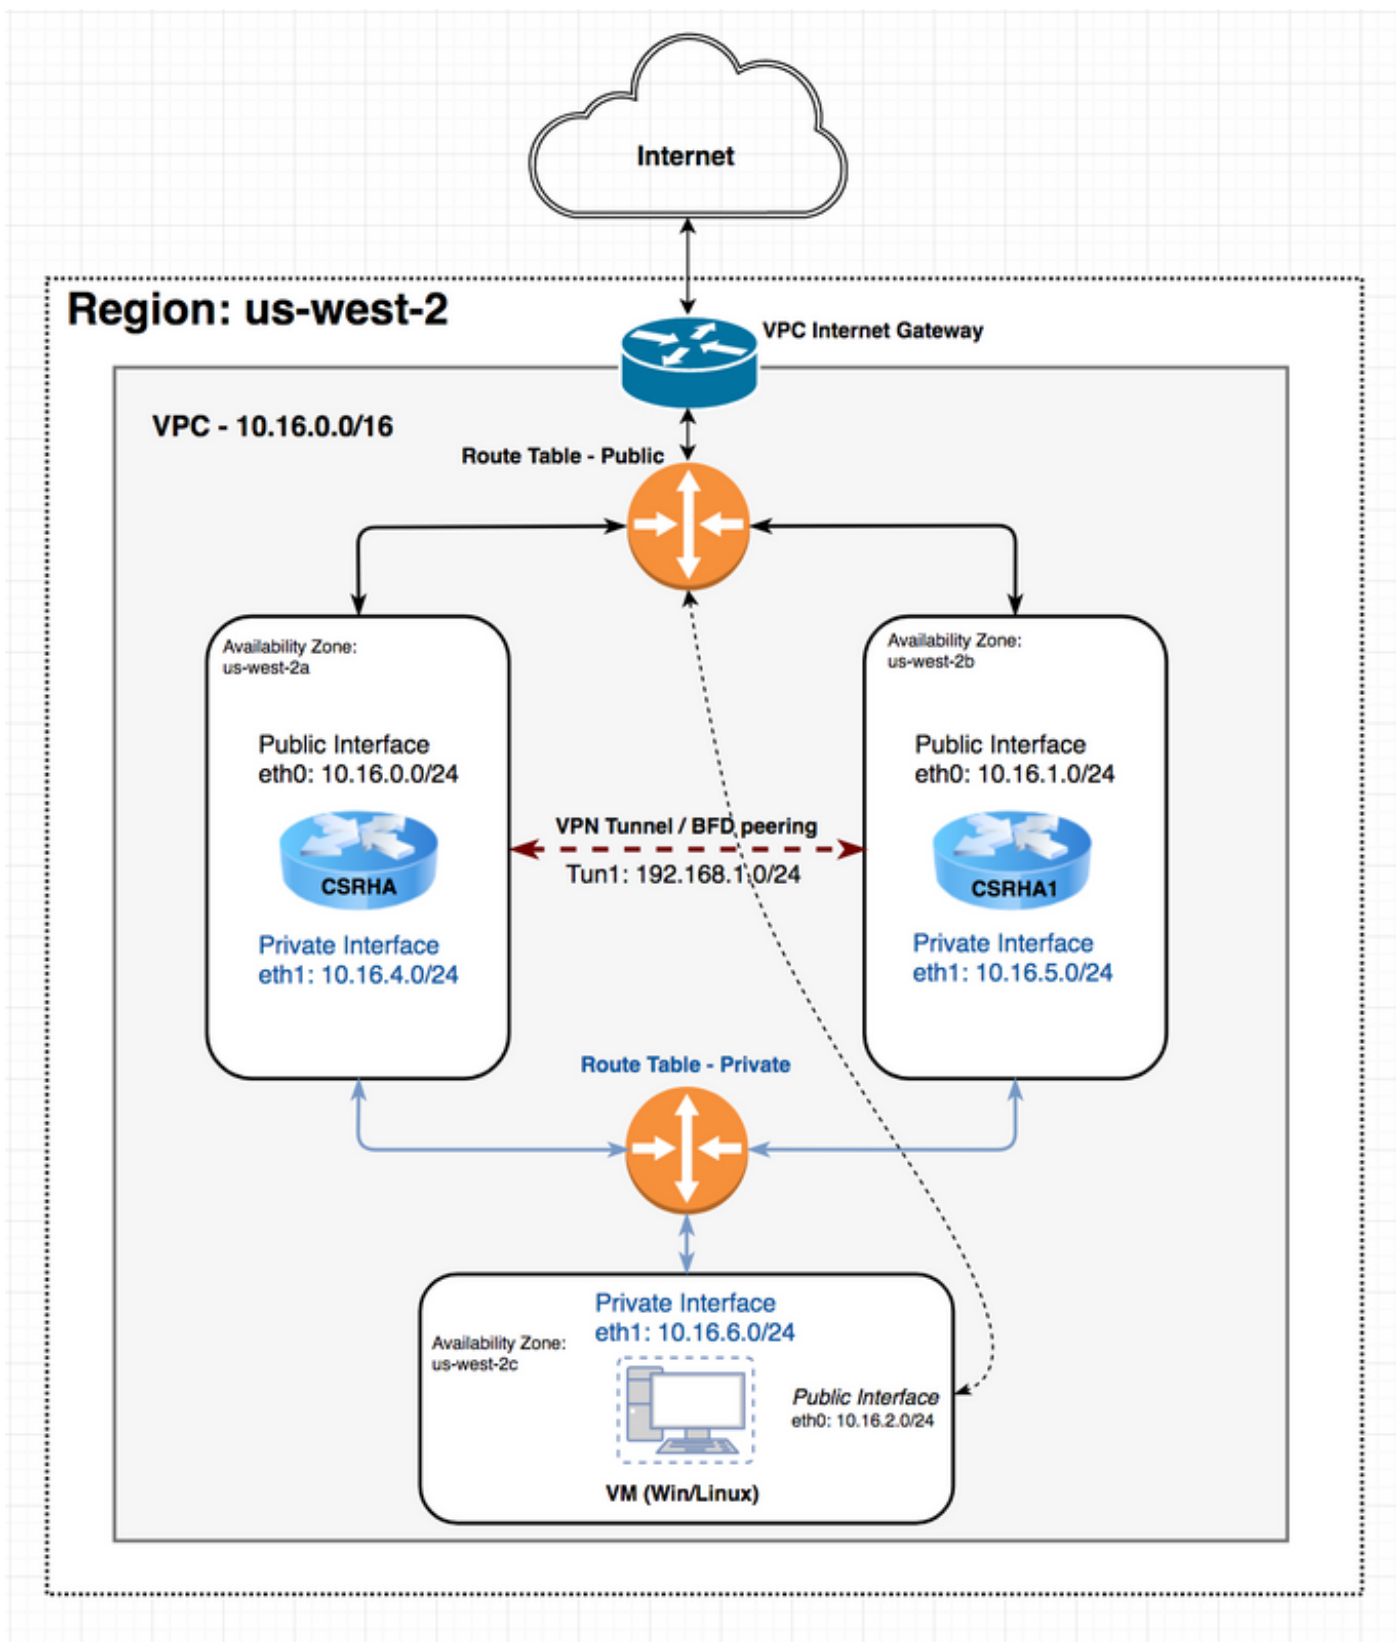 Internet
Region: us-west-2
VPC Internet Gateway
VPC - 10.16.0.0/16
Route Table - Public
Availability Zone:
us-west-2a
Public Interface
eth0: 10.16.0.0/24
CSRHA
Private Interface
eth1: 10.16.4.0/24
VPN Tunnel / BFD peering
Tun1: 192.168.1.0/24
Availability Zone:
us-west-2b
Public Interface
eth0: 10.16.1.0/24
CSRHA1
Private Interface
eth1: 10.16.5.0/24
Route Table - Private
Private Interface
eth1: 10.16.6.0/24
Availability Zone:
us-west-2c
Public Interface
eth0: 10.16.2.0/24
VM (Win/Linux)